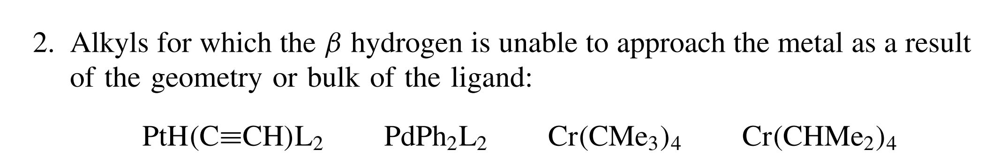 2. Alkyls for which the β hydrogen is unable to approach the metal as a result
of the geometry or bulk of the ligand:
PtH(C≡CH)L₂ PdPh₂L₂ Cr(CMe₃)₄ Cr(CHMe₂)₄